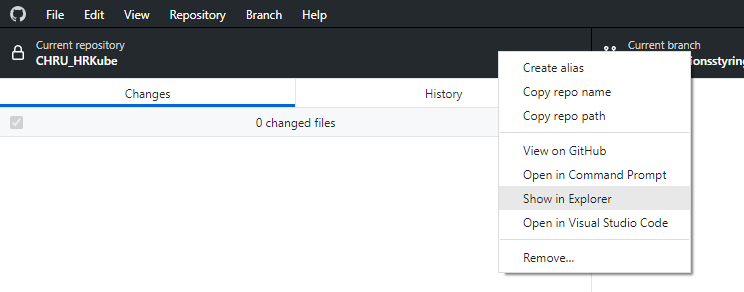 File Edit View Repository Branch Help
Current repository
CHRU_HRKube
Current branch
Changes
History
0 changed files
Create alias
Copy repo name
Copy repo path
View on GitHub
Open in Command Prompt
Show in Explorer
Open in Visual Studio Code
Remove...